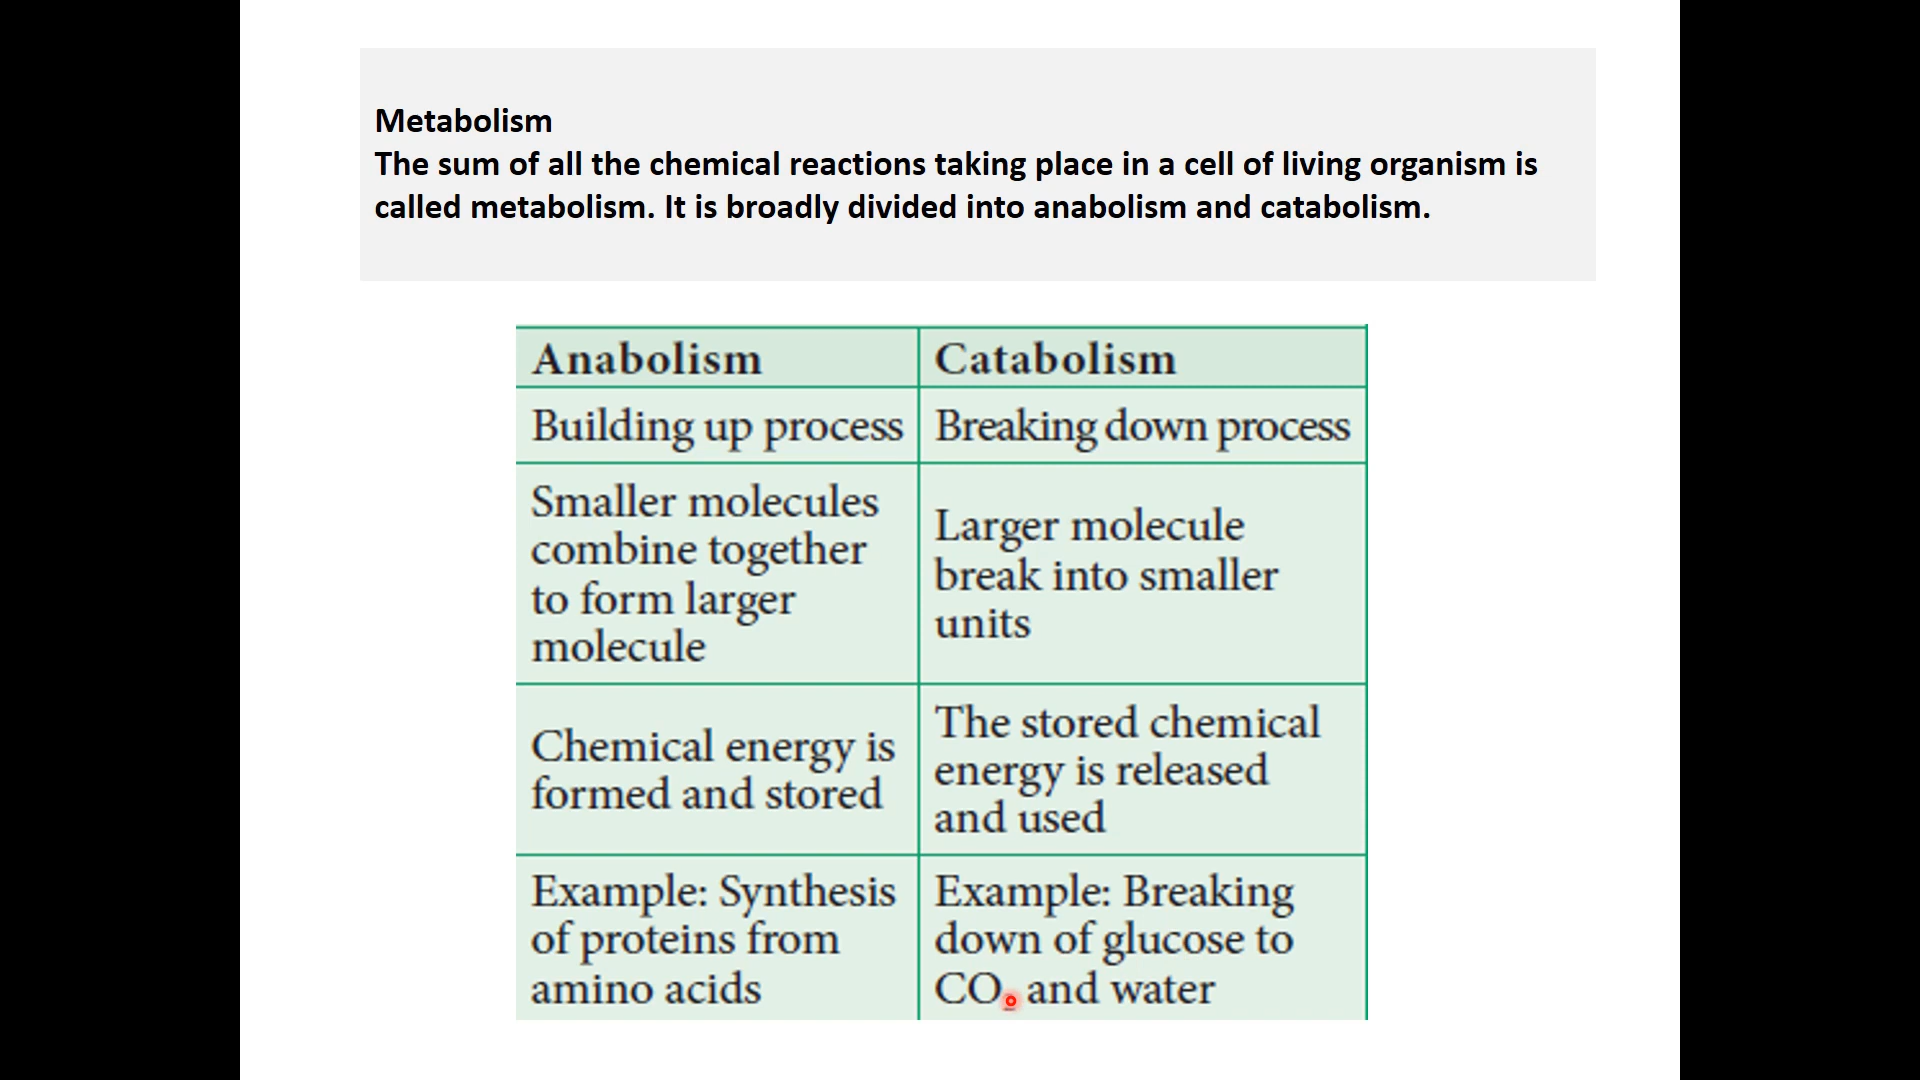 Metabolism
The sum of all the chemical reactions taking place in a cell of living organism is
called metabolism. It is broadly divided into anabolism and catabolism.
Anabolism
Catabolism
Building up process
Breaking down process
Smaller molecules
combine together
to form larger
molecule
Larger molecule
break into smaller
units
Chemical energy is
formed and stored
The stored chemical
energy is released
and used
Example: Synthesis
of proteins from
amino acids
Example: Breaking
down of glucose to
CO and water